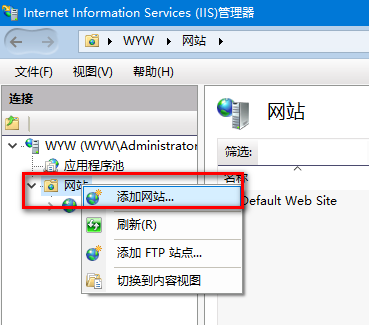 Internet Information Services (IIS)管理器
WYW
网站
文件(F)
视图(V)
帮助(H)
连接
WYW (WYW\Administrator
应用程序池
网站
添加网站...
刷新(R)
添加 FTP 站点...
切换到内容视图
网站
筛选:
名称
Default Web Site